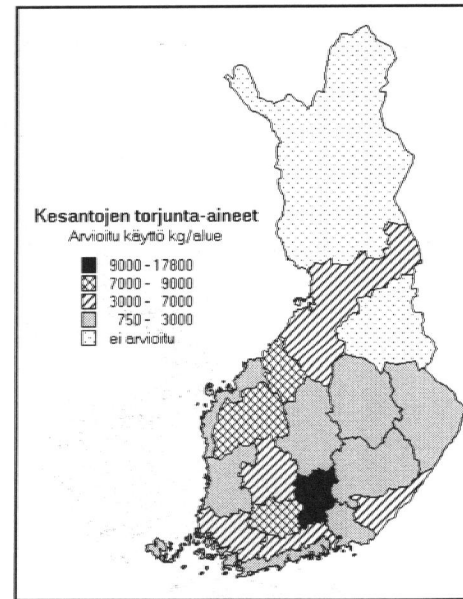 Kesantojen torjunta-aineet
Arvioitu käyttö kg/alue
9000 - 17800
7000 - 9000
3000 - 7000
750 - 3000
ei arvioitu